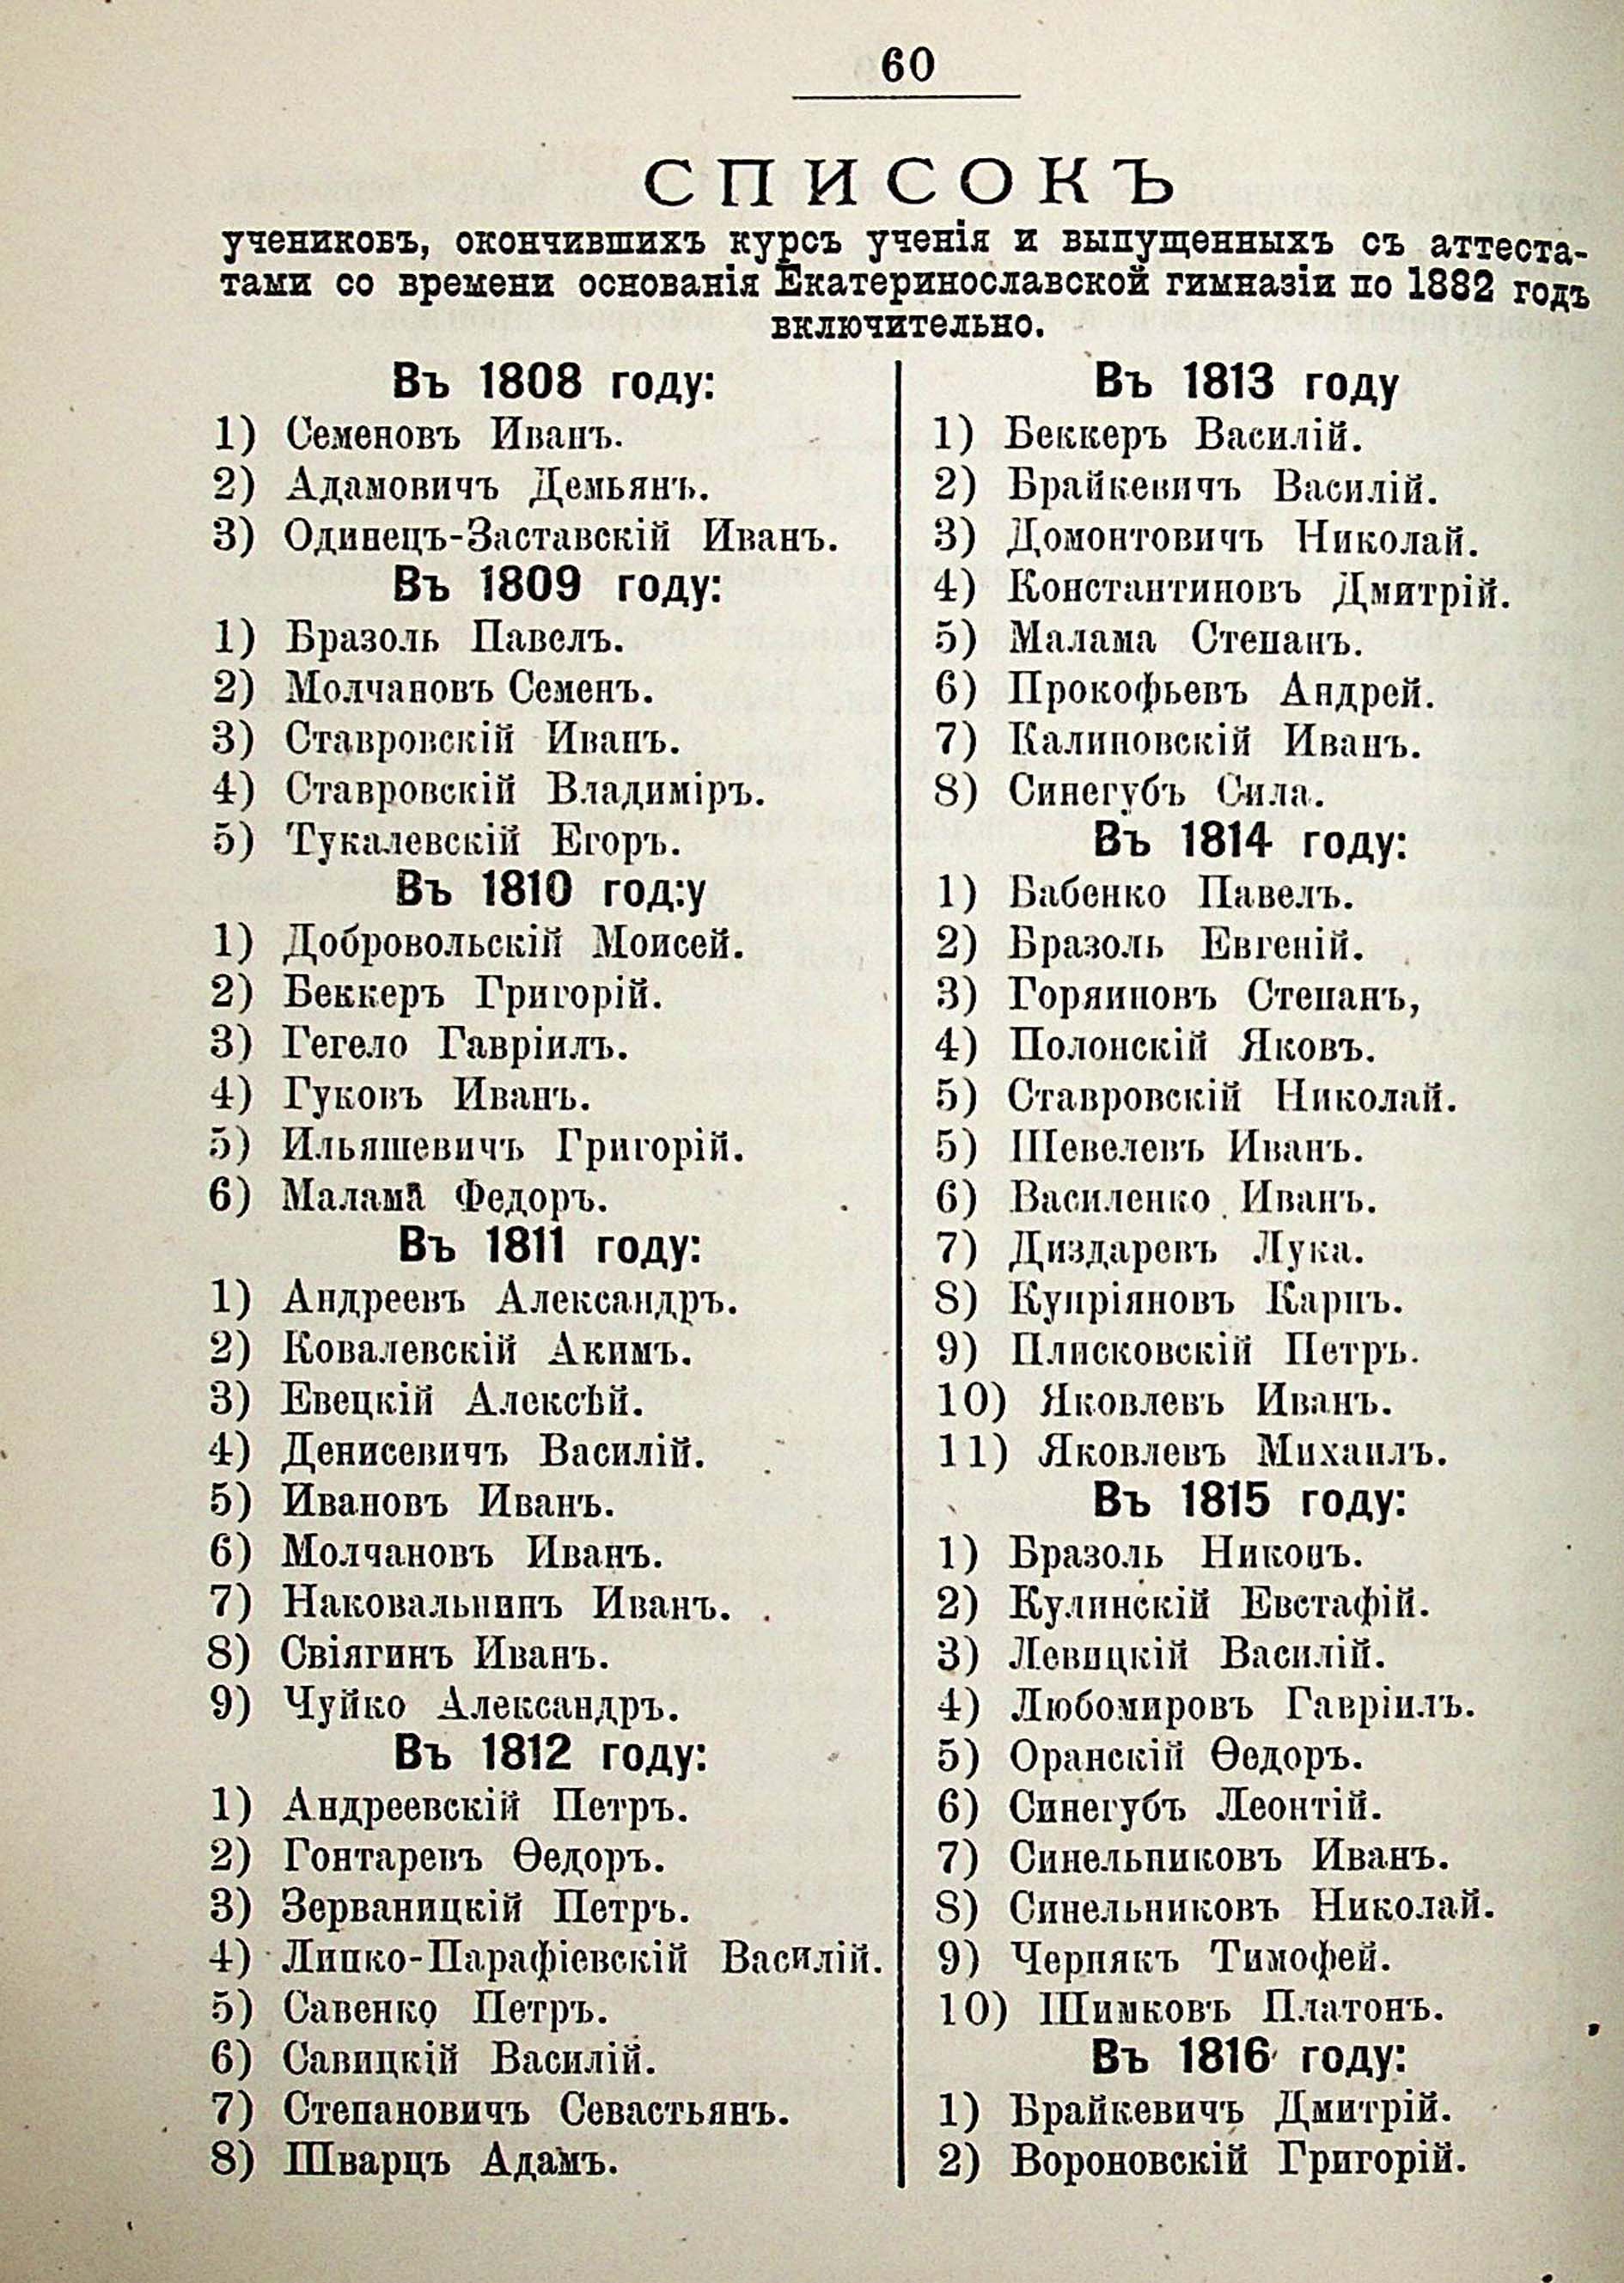 60
СПИСОКЪ
учениковъ, окончившихъ курсъ ученія и выпущенныхъ съ аттеста-
тами со времени основанія Екатеринославской гимназіи по 1882 годъ
включительно.
Въ 1808 году:
1) Семеновъ Иванъ.
2) Адамовичъ Демьянъ.
3) Одинецъ-Заставскій Иванъ.
Въ 1809 году:
1) Бразоль Павелъ.
2) Молчановъ Семенъ.
3) Ставровскій Иванъ.
4) Ставровскій Владиміръ.
5) Тукалевскій Егоръ.
Въ 1810 год:у
1) Добровольскій Моисей.
2) Беккеръ Григорій.
3) Гегело Гавріилъ.
4) Гуковъ Иванъ.
5) Ильяшевичъ Григорій.
6) Малама Федоръ.
Въ 1811 году:
1) Андреевъ Александръ.
2) Ковалевскій Акимъ.
3) Евецкій Алексѣй.
4) Денисевичъ Василій.
5) Ивановъ Иванъ.
6) Молчановъ Иванъ.
7) Наковальнинъ Иванъ.
8) Свіягинъ Иванъ.
9) Чуйко Александръ.
Въ 1812 году:
1) Андреевскій Петръ.
2) Гонтаревъ Ѳедоръ.
3) Зерваницкій Петръ.
4) Липко-Парафіевскій Василій.
5) Савенко Петръ.
6) Савицкій Василій.
7) Степановичъ Севастьянъ.
8) Шварцъ Адамъ.
Въ 1813 году
1) Беккеръ Василій.
2) Брайкевичъ Василій.
3) Домонтовичъ Николай.
4) Константиновъ Дмитрій.
5) Малама Степанъ.
6) Прокофьевъ Андрей.
7) Калиновскій Иванъ.
8) Синегубъ Сила.
Въ 1814 году:
1) Бабенко Павелъ.
2) Бразоль Евгеній.
3) Горяиновъ Степанъ,
4) Полонскій Яковъ.
5) Ставровскій Николай.
5) Шевелевъ Иванъ.
6) Василенко Иванъ.
7) Диздаревъ Лука.
8) Купріяновъ Карпъ.
9) Плисковскій Петръ.
10) Яковлевъ Иванъ.
11) Яковлевъ Михаилъ.
Въ 1815 году:
1) Бразоль Никонъ.
2) Кулинскій Евстафій.
3) Левицкій Василій.
4) Любомировъ Гавріилъ.
5) Оранскій Ѳедоръ.
6) Синегубъ Леонтій.
7) Синельниковъ Иванъ.
8) Синельниковъ Николай.
9) Чернякъ Тимофей.
10) Шимковъ Платонъ.
Въ 1816 году:
1) Брайкевичъ Дмитрій.
2) Вороновскій Григорій.